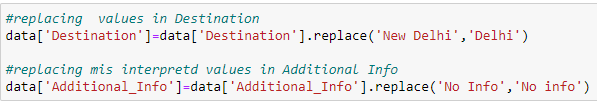 #replacing  values in Destination
data['Destination']=data['Destination'].replace('New Delhi','Delhi')
#replacing mis interpretd values in Additional Info
data['Additional_Info']=data['Additional_Info'].replace('No Info','No info')